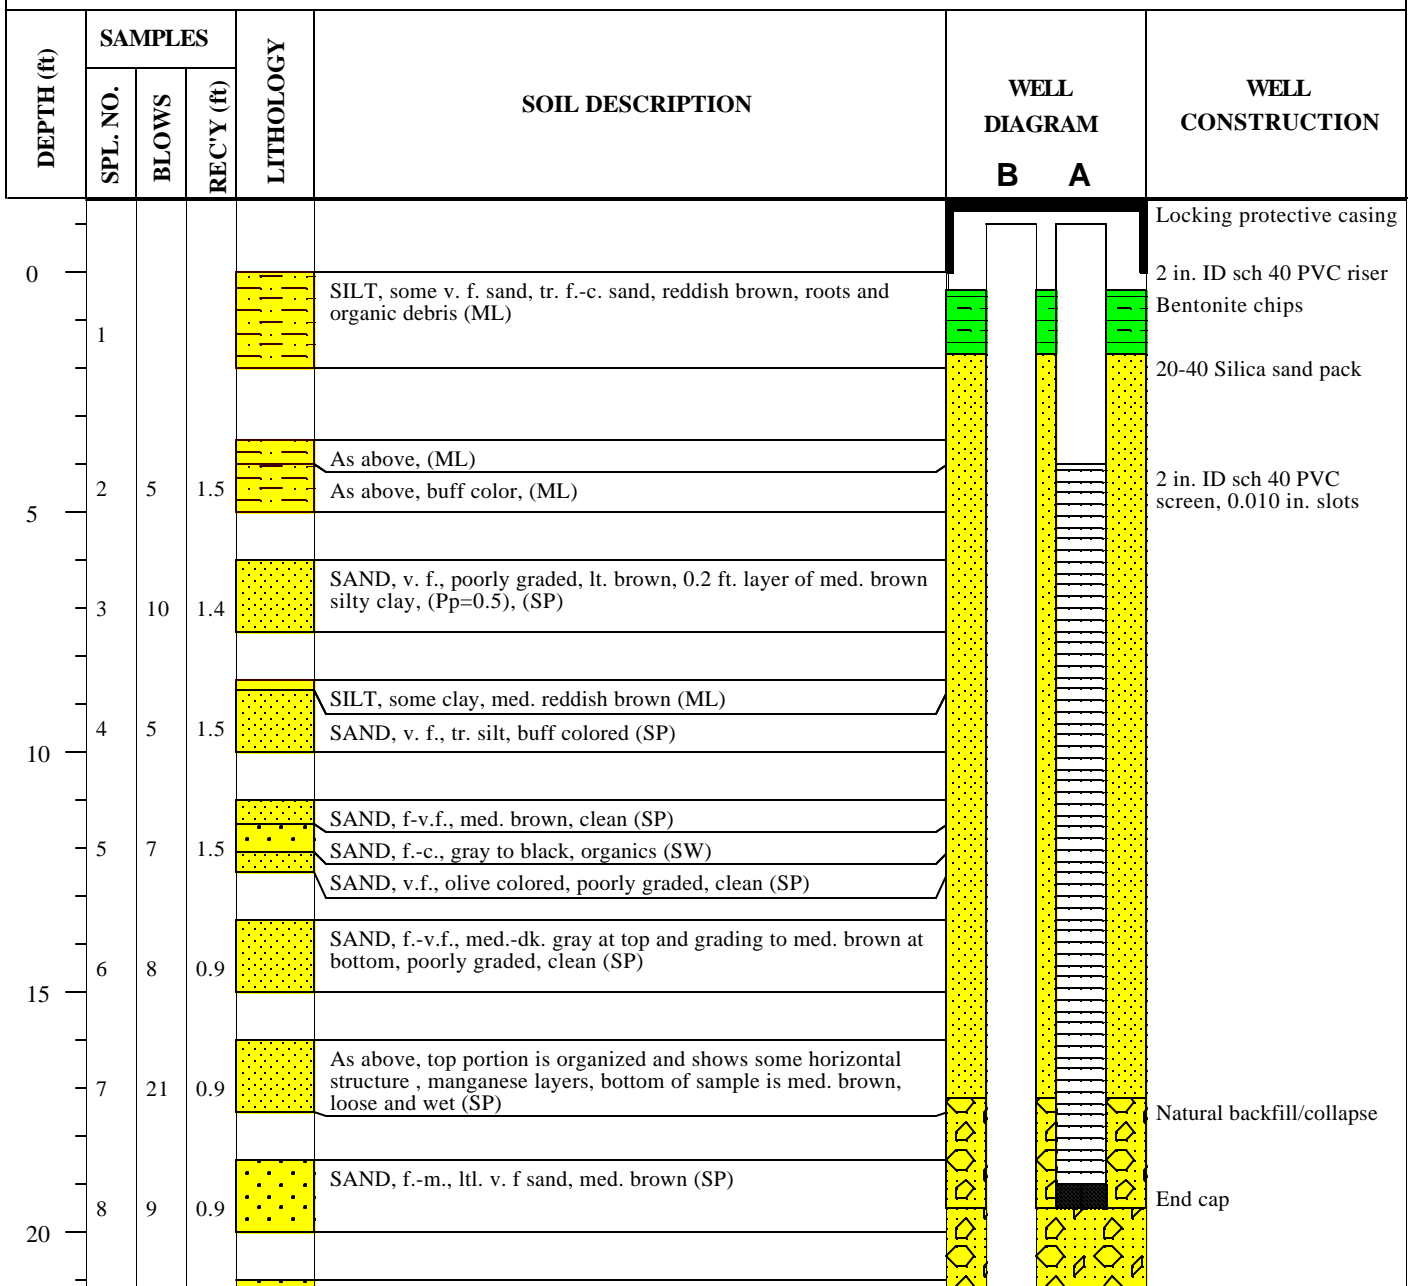 DEPTH (ft)
SAMPLES
SPL. NO.
BLOWS
REC'Y (ft)
LITHOLOGY
SOIL DESCRIPTION
WELL
DIAGRAM
B A
WELL
CONSTRUCTION
Locking protective casing
0
2 in. ID sch 40 PVC riser
SILT, some v. f. sand, tr. f.-c. sand, reddish brown, roots and
organic debris (ML)
Bentonite chips
1
20-40 Silica sand pack
As above, (ML)
2 5 1.5
As above, buff color, (ML)
2 in. ID sch 40 PVC
screen, 0.010 in. slots
5
SAND, v. f., poorly graded, lt. brown, 0.2 ft. layer of med. brown
silty clay, (Pp=0.5), (SP)
3 10 1.4
SILT, some clay, med. reddish brown (ML)
4 5 1.5
SAND, v. f., tr. silt, buff colored (SP)
10
SAND, f-v.f., med. brown, clean (SP)
5 7 1.5
SAND, f.-c., gray to black, organics (SW)
SAND, v.f., olive colored, poorly graded, clean (SP)
SAND, f.-v.f., med.-dk. gray at top and grading to med. brown at
bottom, poorly graded, clean (SP)
6 8 0.9
15
As above, top portion is organized and shows some horizontal
structure , manganese layers, bottom of sample is med. brown,
loose and wet (SP)
7 21 0.9
Natural backfill/collapse
SAND, f.-m., ltl. v. f sand, med. brown (SP)
8 9 0.9
End cap
20